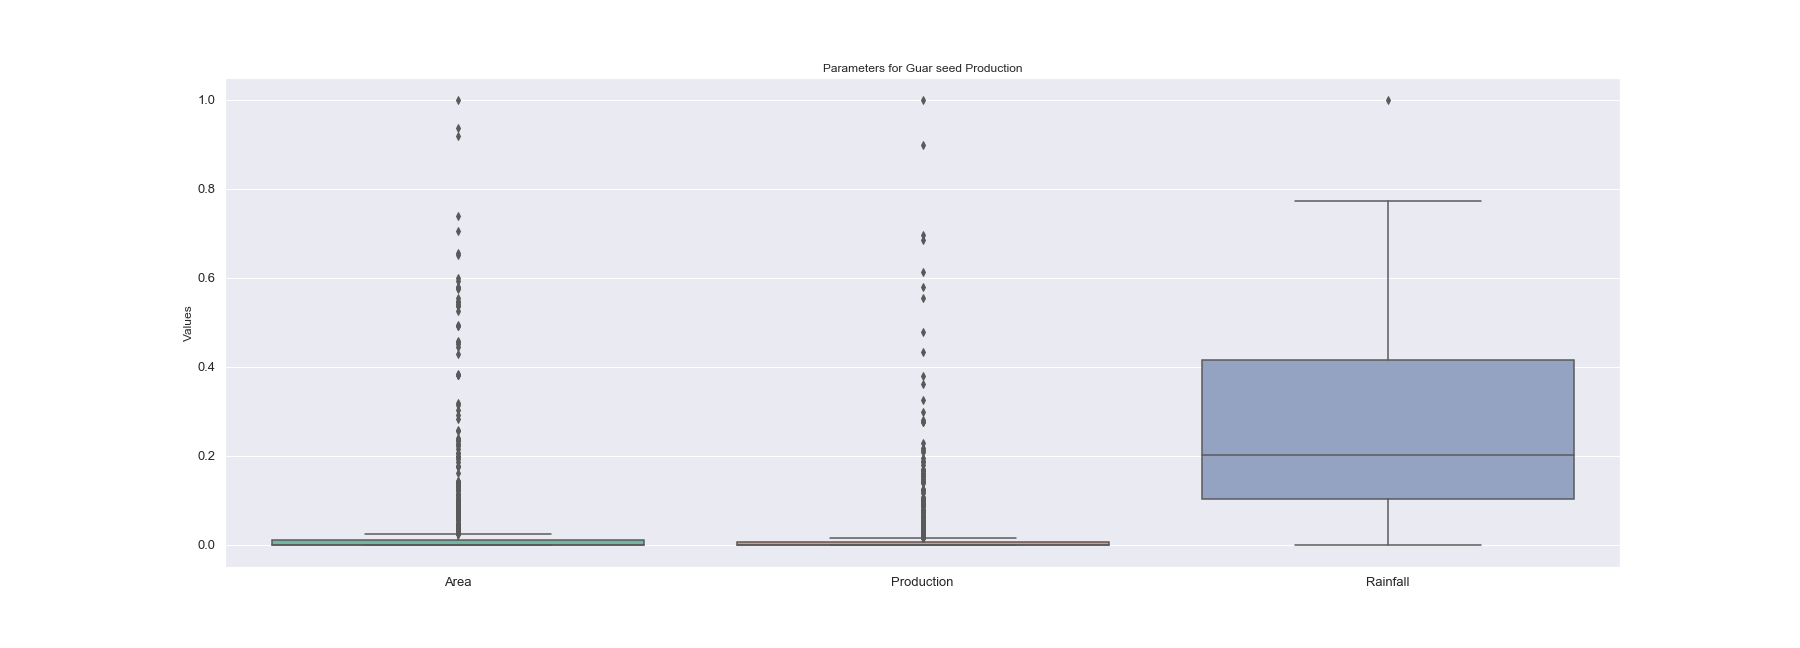 Parameters for Guar seed Production
1.0
0.8
0.6
0.4
0.2
0.0
Values
Area
Production
Rainfall